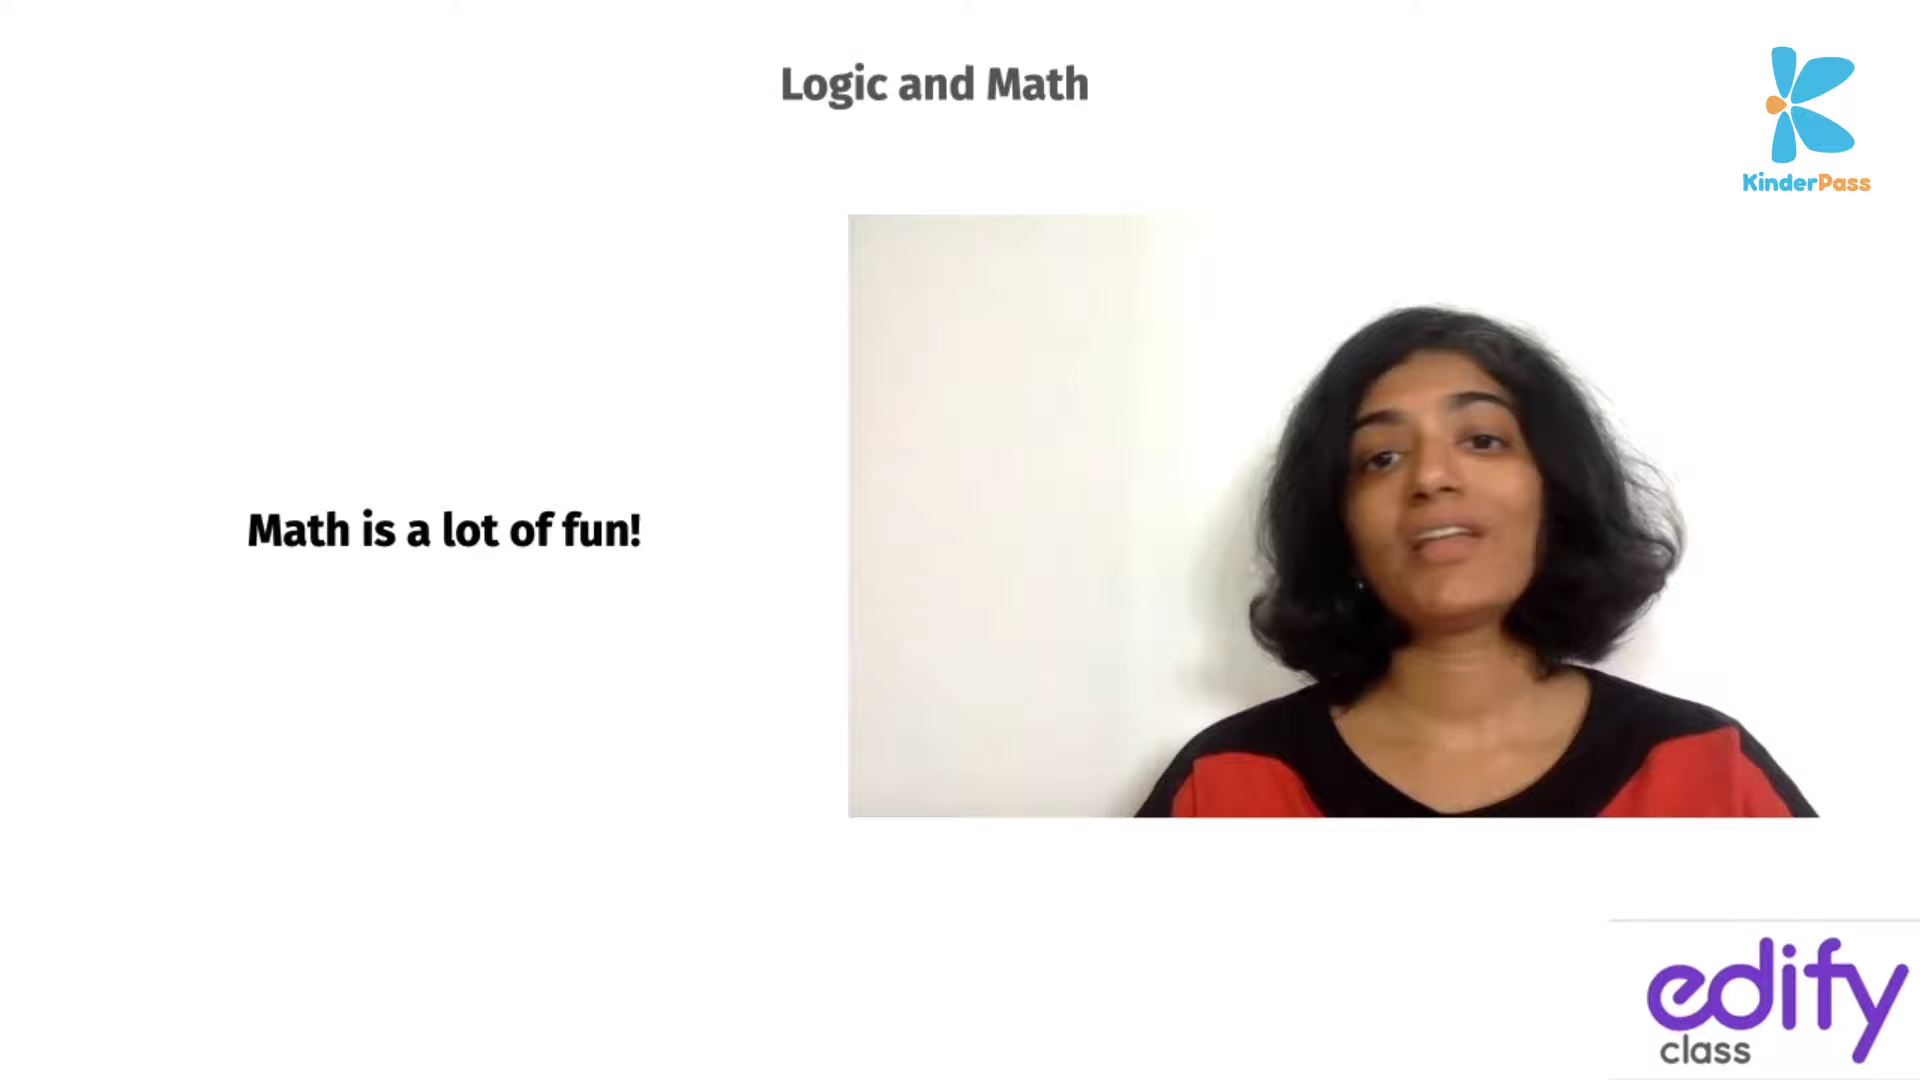 Logic and Math
KinderPass
Math is a lot of fun!
edify
class